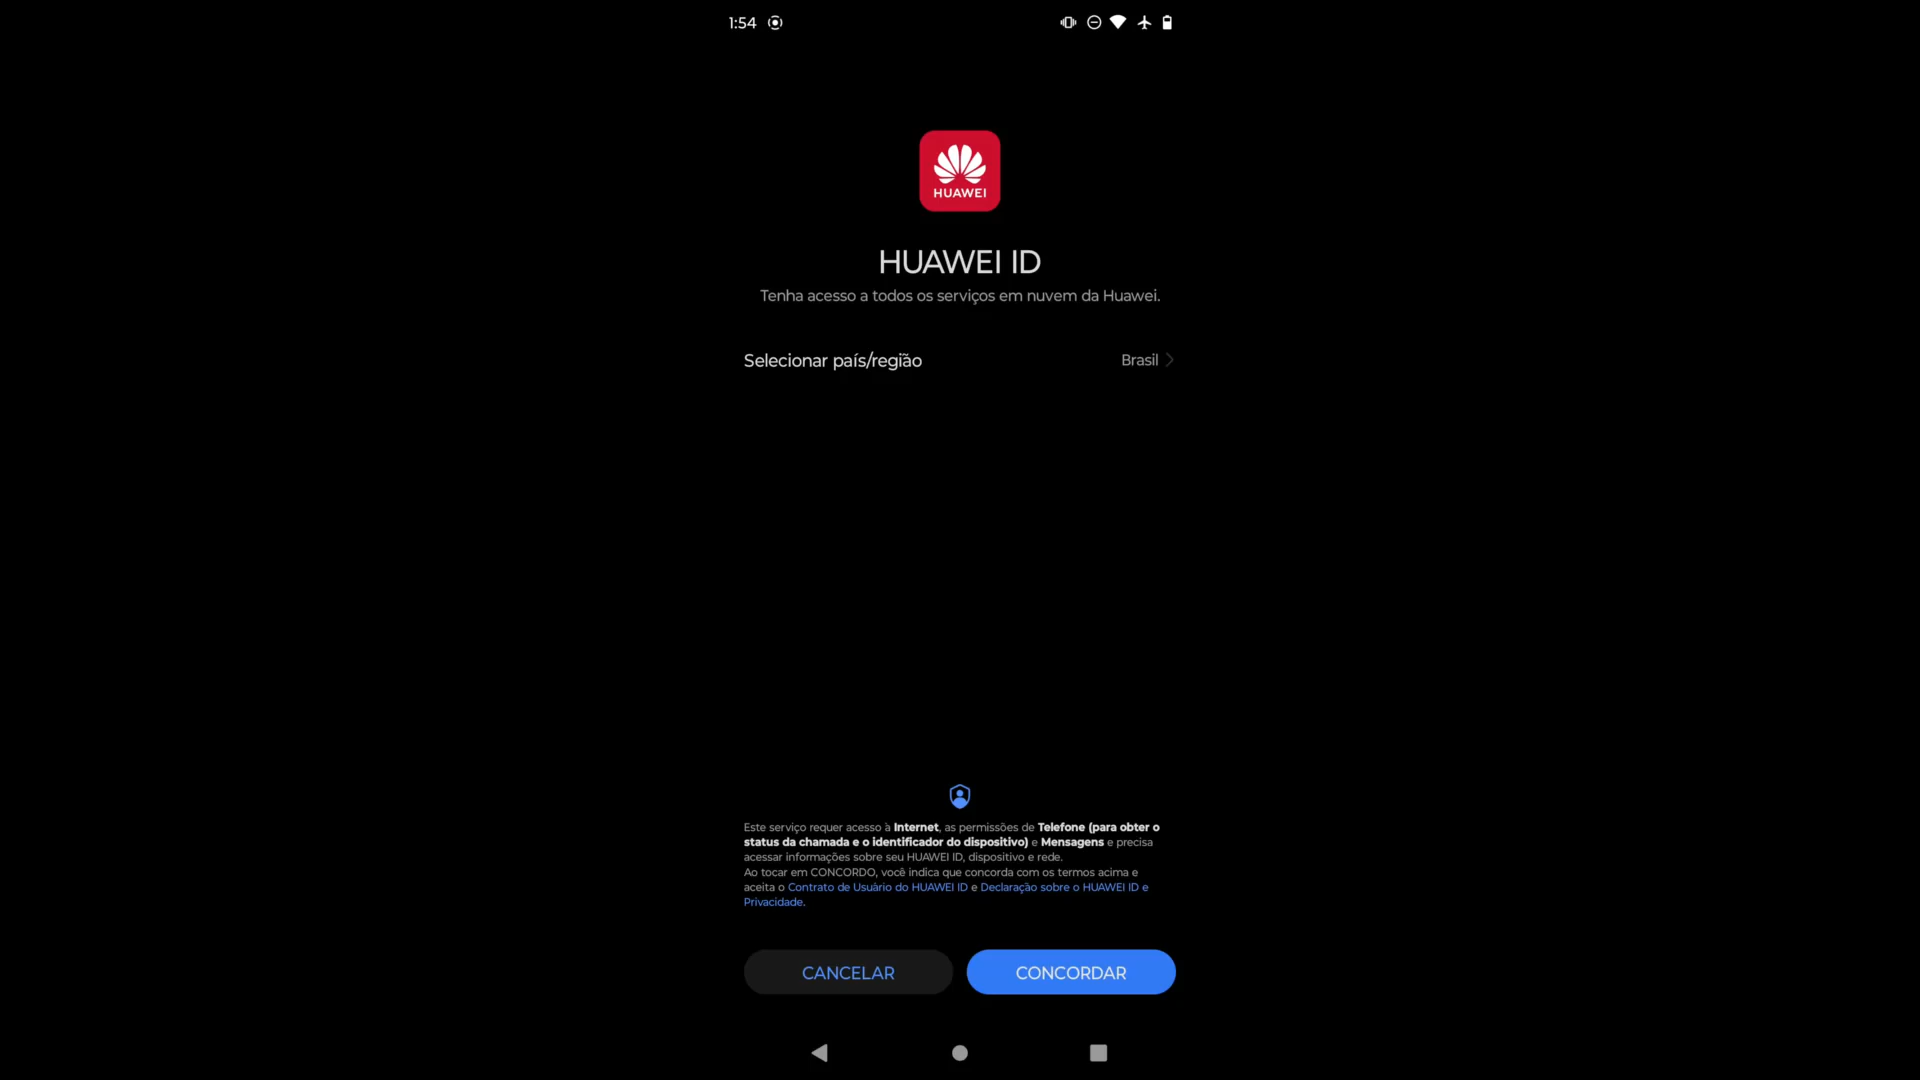 1:54
HUAWEI
HUAWEI ID
Tenha acesso a todos os serviços em nuvem da Huawei.
Selecionar país/região
Brasil
Este serviço requer acesso à Internet, as permissões de Telefone (para obter o
status da chamada e o identificador do dispositivo) e Mensagens e precisa
acessar informações sobre seu HUAWEI ID, dispositivo e rede.
Ao tocar em CONCORDO, você indica que concorda com os termos acima e
aceita o Contrato de Usuário do HUAWEI ID e Declaração sobre o HUAWEI ID e
Privacidade.
CANCELAR
CONCORDAR